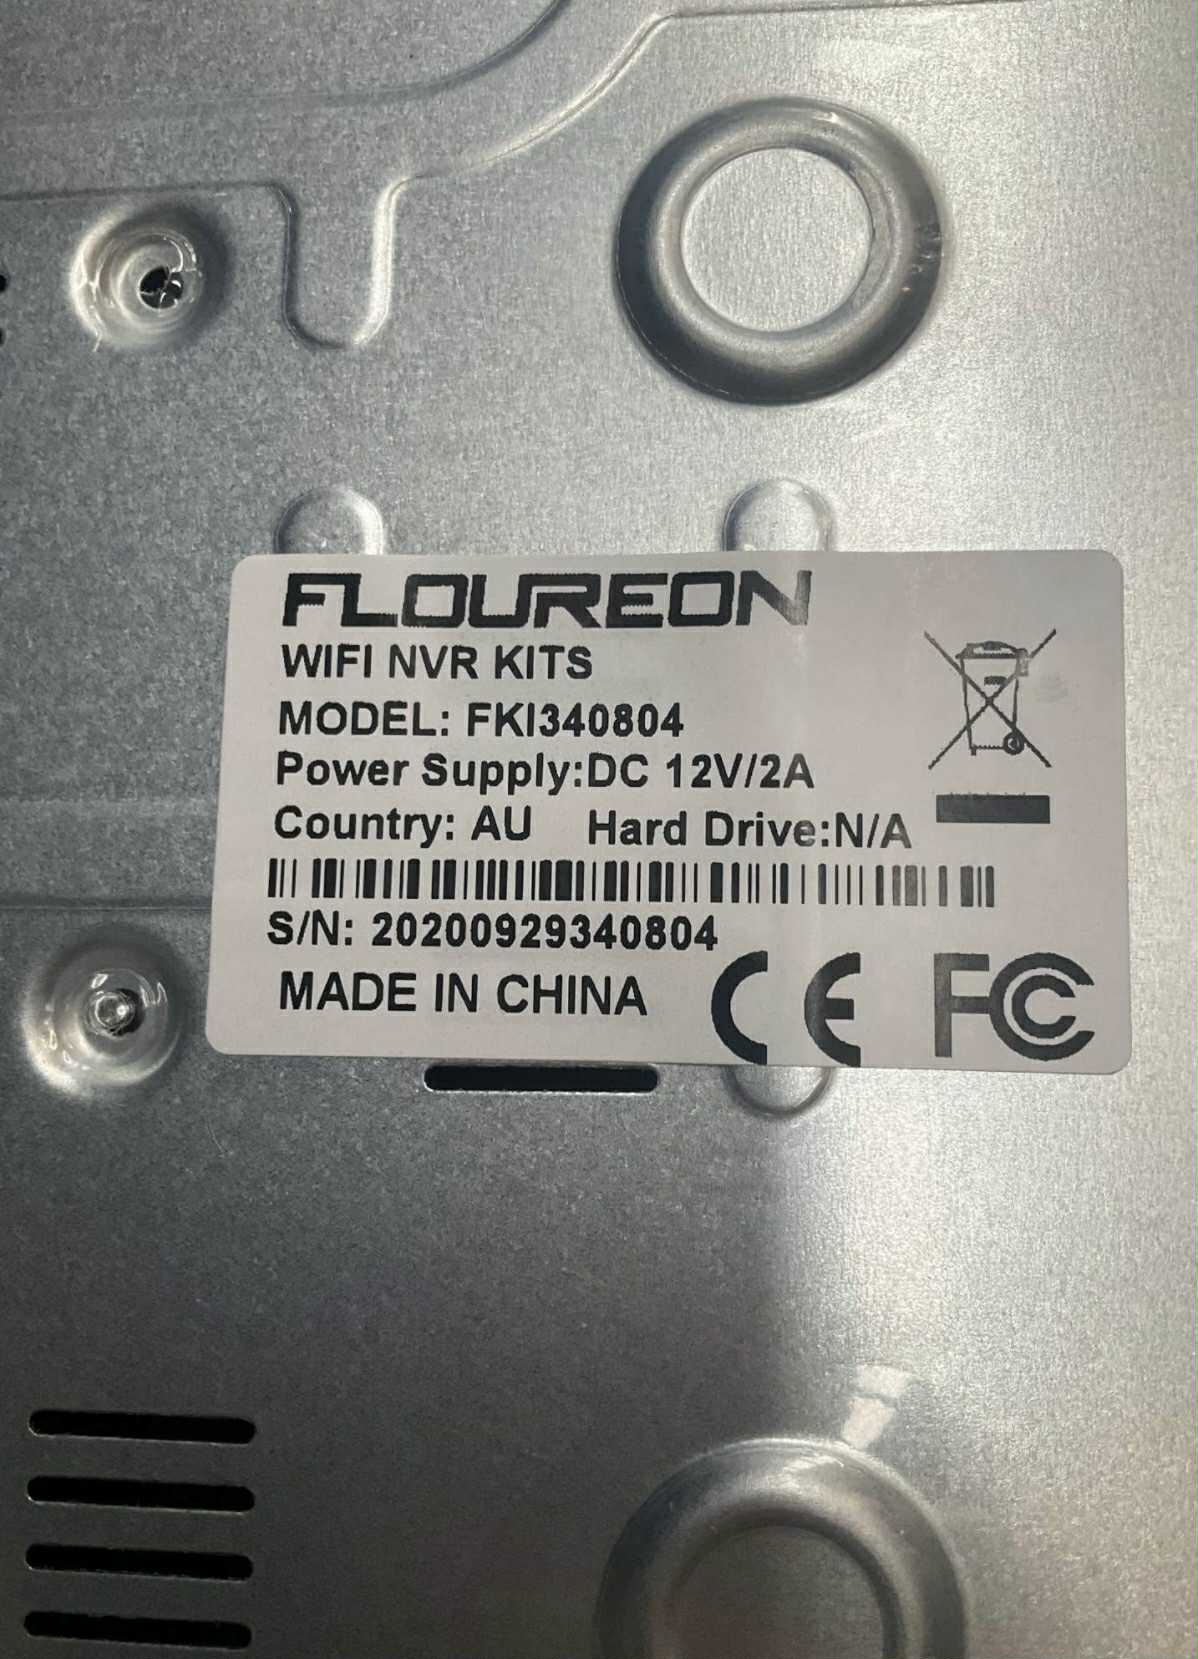 FLOUREON
WIFI NVR KITS
MODEL: FKI340804
Power Supply:DC 12V/2A
Country: AU Hard Drive:N/A
S/N: 20200929340804
MADE IN CHINA CE FC